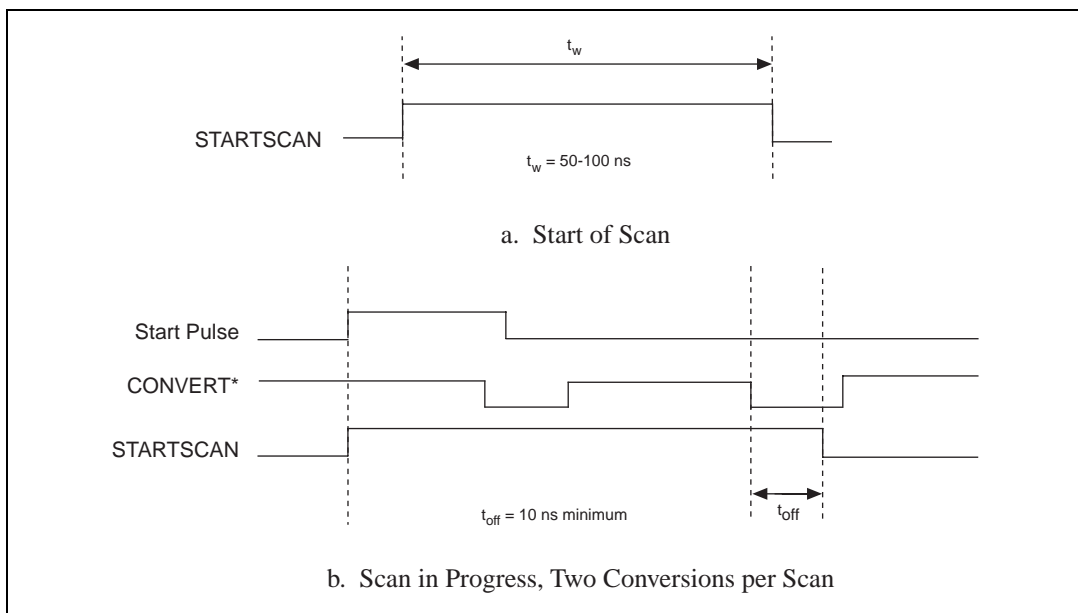 t_w
STARTSCAN
t_w = 50-100 ns
a. Start of Scan
Start Pulse
CONVERT*
STARTSCAN
t_off = 10 ns minimum
t_off
b. Scan in Progress, Two Conversions per Scan